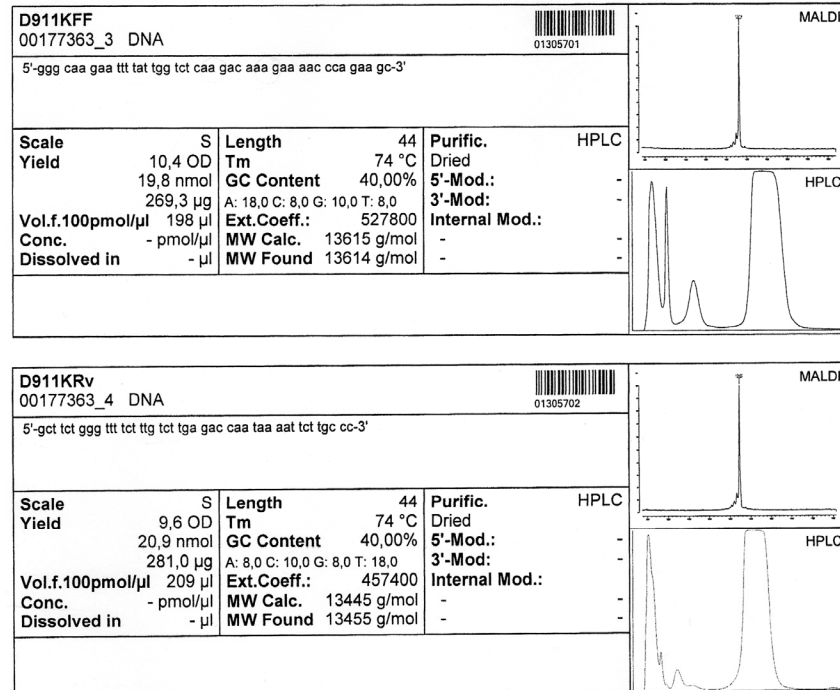 D911KFF
00177363_3 DNA
01305701
MALDI
5'-ggg caa gaa ttt tat tgg tct caa gac aaa gaa aac cca gaa gc-3'
Scale S Length 44 Purific. HPLC
Yield 10,4 OD Tm 74 °C Dried
19,8 nmol GC Content 40,00% 5'-Mod.: -
269,3 µg A: 18,0 C: 8,0 G: 10,0 T: 8,0 3'-Mod: -
Vol.f.100pmol/µl 198 µl Ext.Coeff.: 527800 Internal Mod.:
Conc. - pmol/µl MW Calc. 13615 g/mol - -
Dissolved in - µl MW Found 13614 g/mol - -
HPLC
D911KRv
00177363_4 DNA
01305702
MALDI
5'-gct tct ggg ttt tct ttg tct tga gac caa taa aat tct tgc cc-3'
Scale S Length 44 Purific. HPLC
Yield 9,6 OD Tm 74 °C Dried
20,9 nmol GC Content 40,00% 5'-Mod.: -
281,0 µg A: 8,0 C: 10,0 G: 8,0 T: 18,0 3'-Mod: -
Vol.f.100pmol/µl 209 µl Ext.Coeff.: 457400 Internal Mod.:
Conc. - pmol/µl MW Calc. 13445 g/mol - -
Dissolved in - µl MW Found 13455 g/mol - -
HPLC